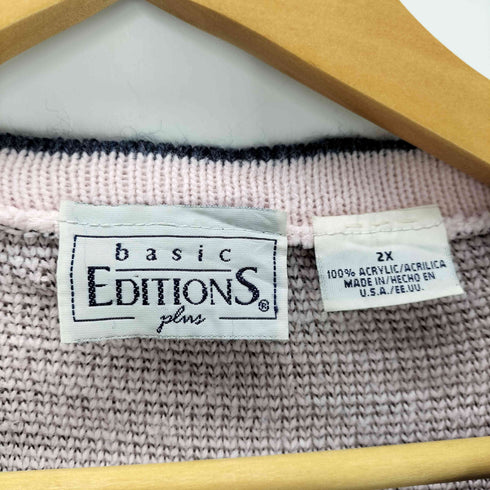 basic
EDITIONS®
plus
2X
100% ACRYLIC/ACRILICA
MADE IN/HECHO EN
U.S.A./EE.UU.